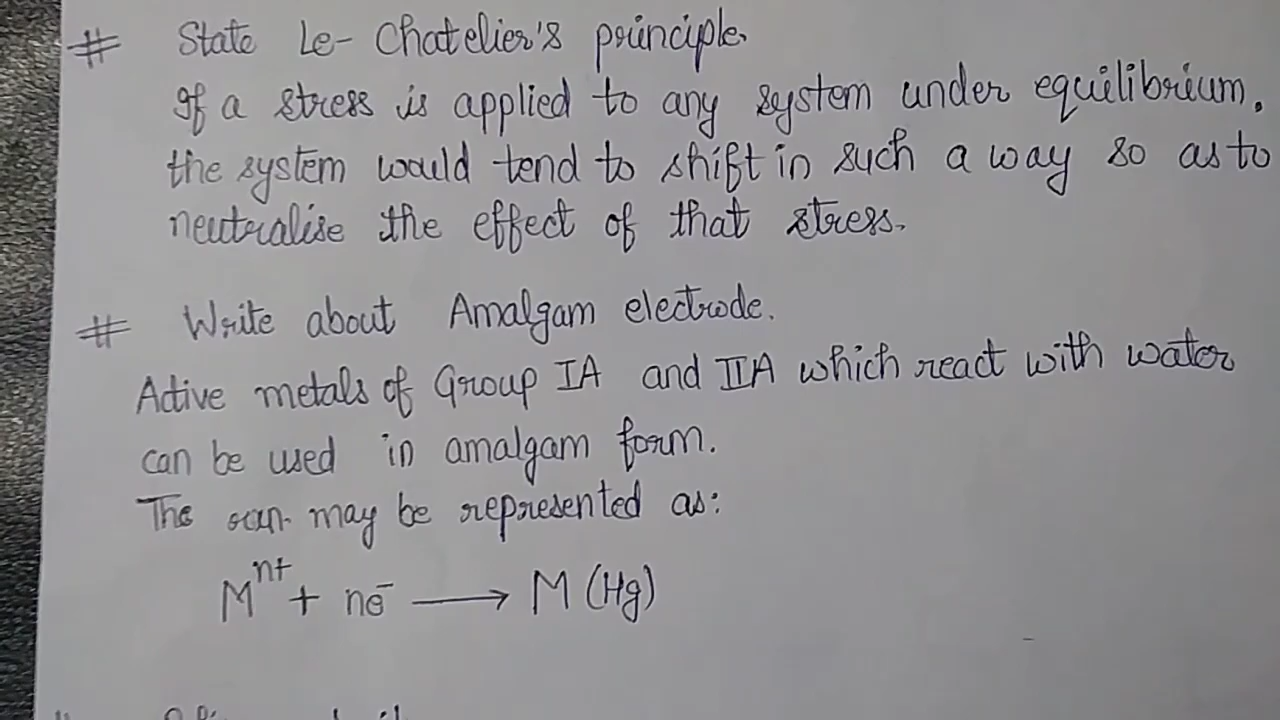 # State Le-Chatelier's principle.
If a stress is applied to any system under equilibrium,
the system would tend to shift in such a way so as to
neutralise the effect of that stress.
# Write about Amalgam electrode.
Active metals of Group IA and IIA which react with water
can be used in amalgam form.
The rxn. may be represented as:
Mⁿ⁺ + ne⁻ ⟶ M (Hg)